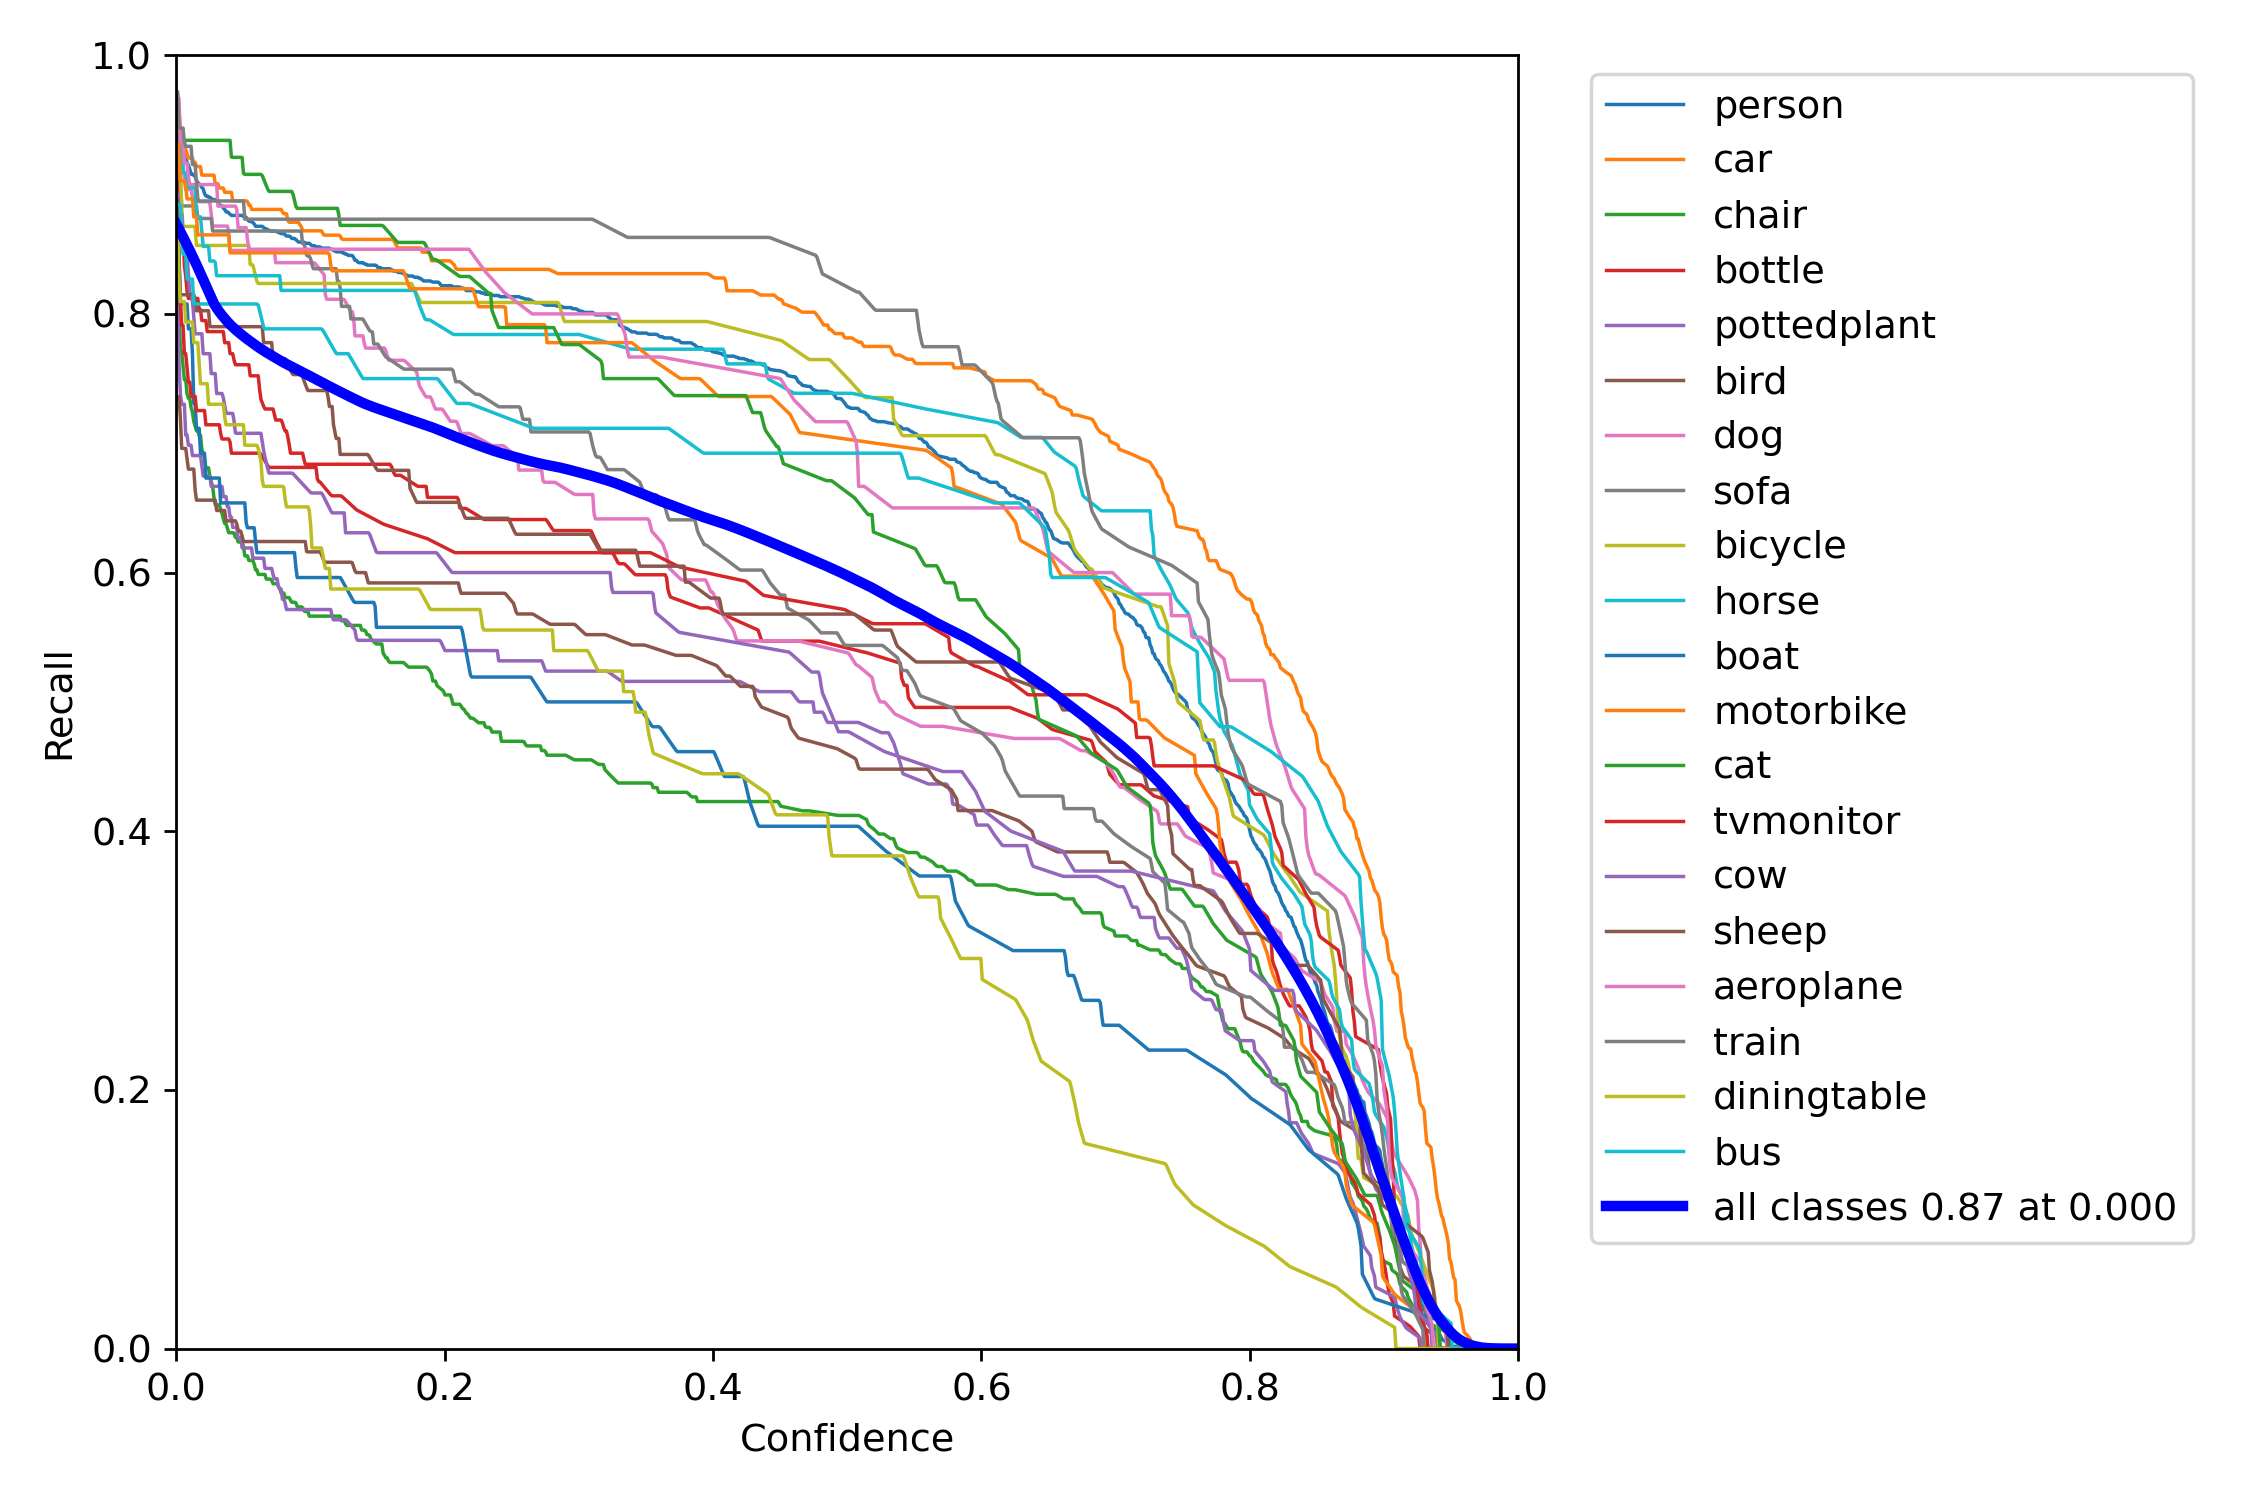 1.0
0.8
0.6
0.4
0.2
0.0
Recall
0.0 0.2 0.4 0.6 0.8 1.0
Confidence
person
car
chair
bottle
pottedplant
bird
dog
sofa
bicycle
horse
boat
motorbike
cat
tvmonitor
cow
sheep
aeroplane
train
diningtable
bus
all classes 0.87 at 0.000